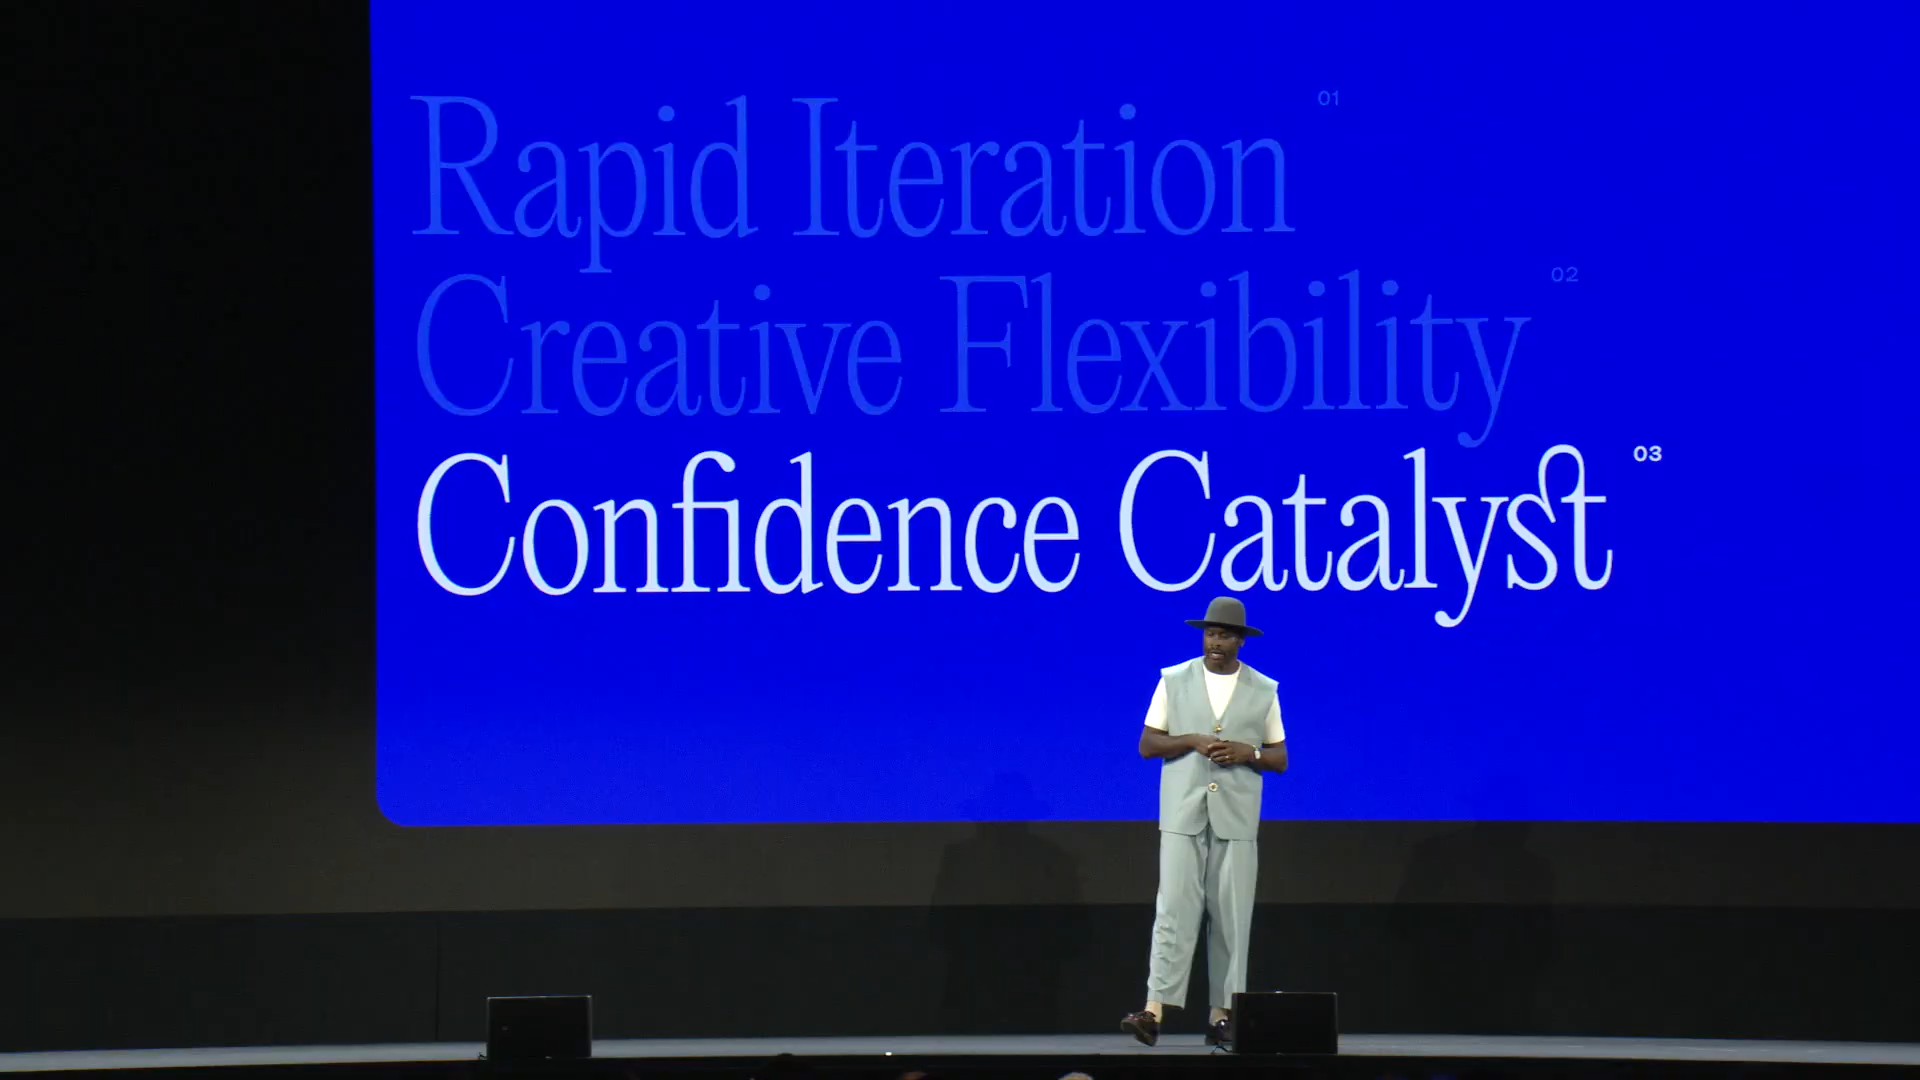 Rapid Iteration 01
Creative Flexibility 02
Confidence Catalyst 03